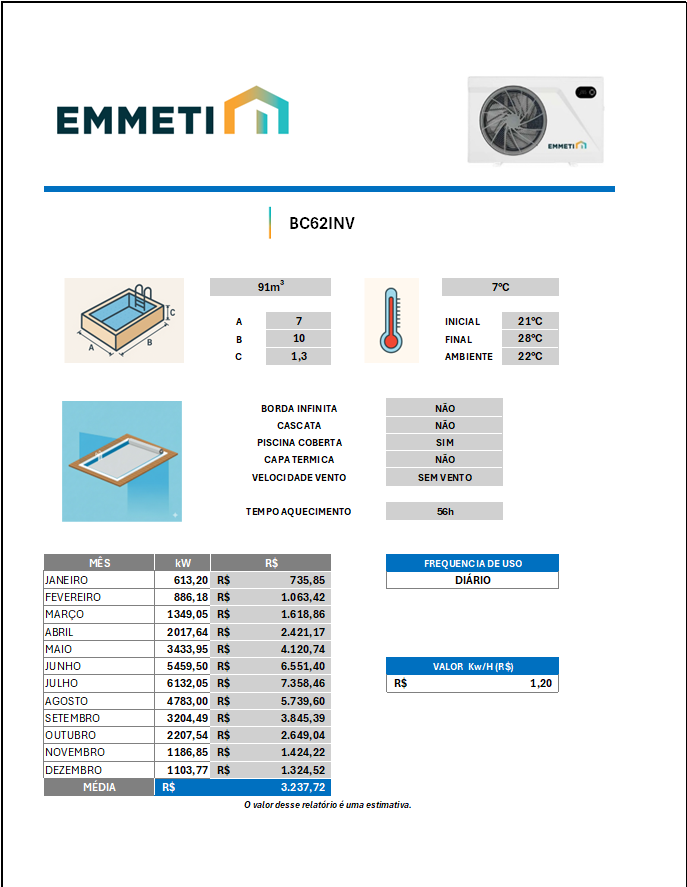 EMMETI
EMMETI
BC62INV
91m³
7ºC
A 7
B 10
C 1,3
INICIAL 21ºC
FINAL 28ºC
AMBIENTE 22ºC
A
B
C
BORDA INFINITA NÃO
CASCATA NÃO
PISCINA COBERTA SIM
CAPA TERMICA NÃO
VELOCIDADE VENTO SEM VENTO
TEMPO AQUECIMENTO 56h
MÊS kW R$
JANEIRO 613,20 R$ 735,85
FEVEREIRO 886,18 R$ 1.063,42
MARÇO 1349,05 R$ 1.618,86
ABRIL 2017,64 R$ 2.421,17
MAIO 3433,95 R$ 4.120,74
JUNHO 5459,50 R$ 6.551,40
JULHO 6132,05 R$ 7.358,46
AGOSTO 4783,00 R$ 5.739,60
SETEMBRO 3204,49 R$ 3.845,39
OUTUBRO 2207,54 R$ 2.649,04
NOVEMBRO 1186,85 R$ 1.424,22
DEZEMBRO 1103,77 R$ 1.324,52
MÉDIA R$ 3.237,72
FREQUENCIA DE USO
DIÁRIO
VALOR Kw/H (R$)
R$ 1,20
O valor desse relatório é uma estimativa.